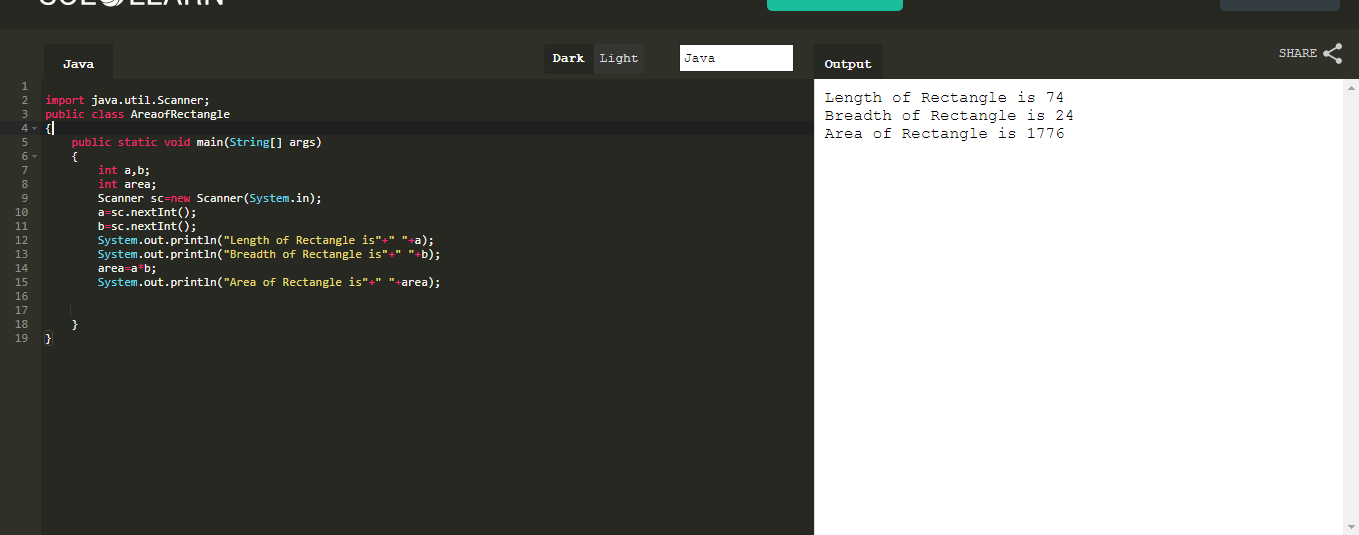 SOLOLEARN
Java
Dark Light
Java
Output
SHARE
1
2 import java.util.Scanner;
3 public class AreaofRectangle
4 {
5 public static void main(String[] args)
6 {
7 int a,b;
8 int area;
9 Scanner sc=new Scanner(System.in);
10 a=sc.nextInt();
11 b=sc.nextInt();
12 System.out.println("Length of Rectangle is"+" "+a);
13 System.out.println("Breadth of Rectangle is"+" "+b);
14 area=a*b;
15 System.out.println("Area of Rectangle is"+" "+area);
16
17
18 }
19 }
Length of Rectangle is 74
Breadth of Rectangle is 24
Area of Rectangle is 1776